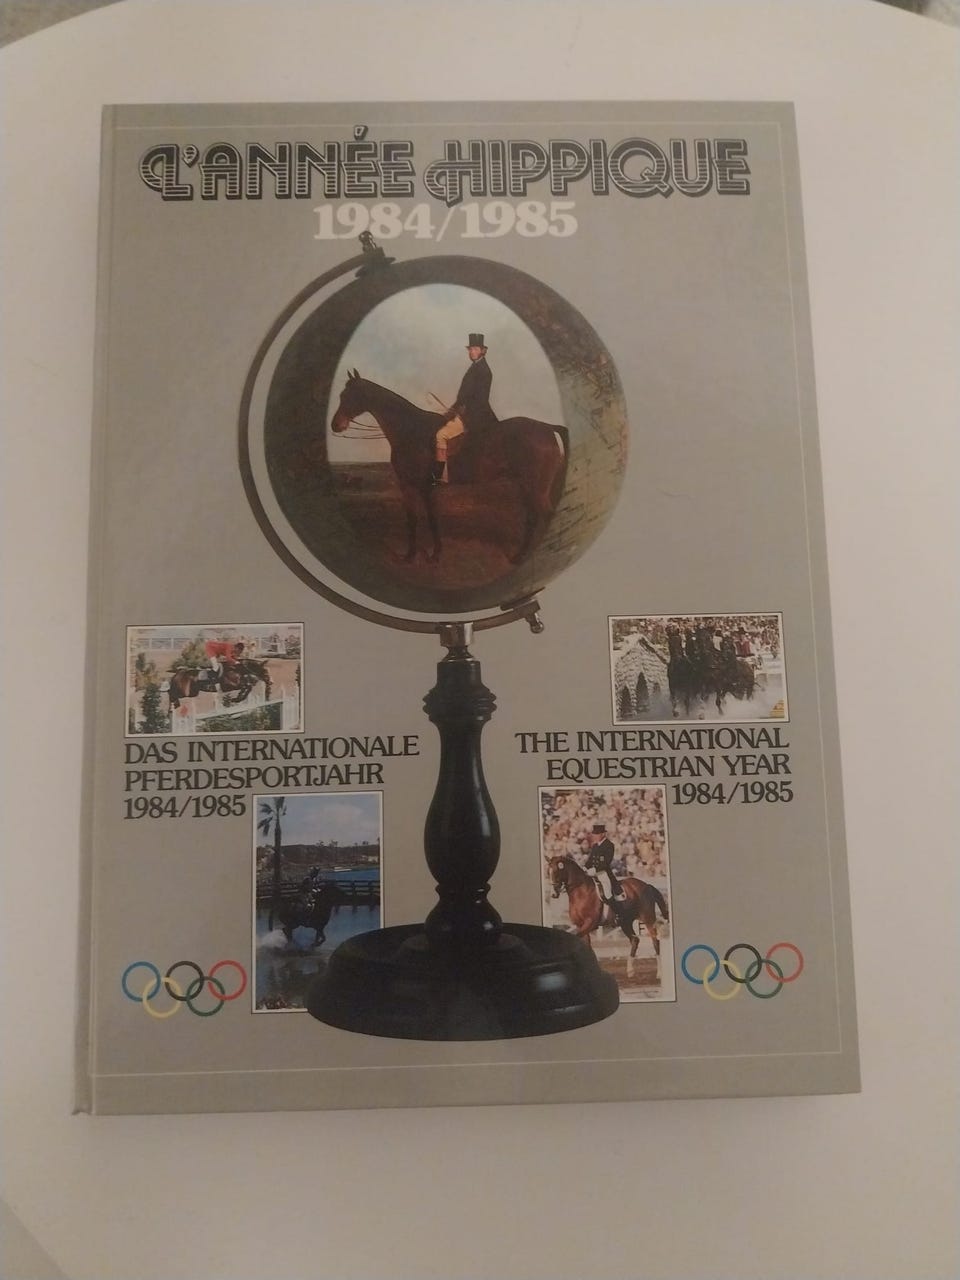 L'ANNÉE HIPPIQUE
1984/1985
DAS INTERNATIONALE
PFERDESPORTJAHR
1984/1985
THE INTERNATIONAL
EQUESTRIAN YEAR
1984/1985